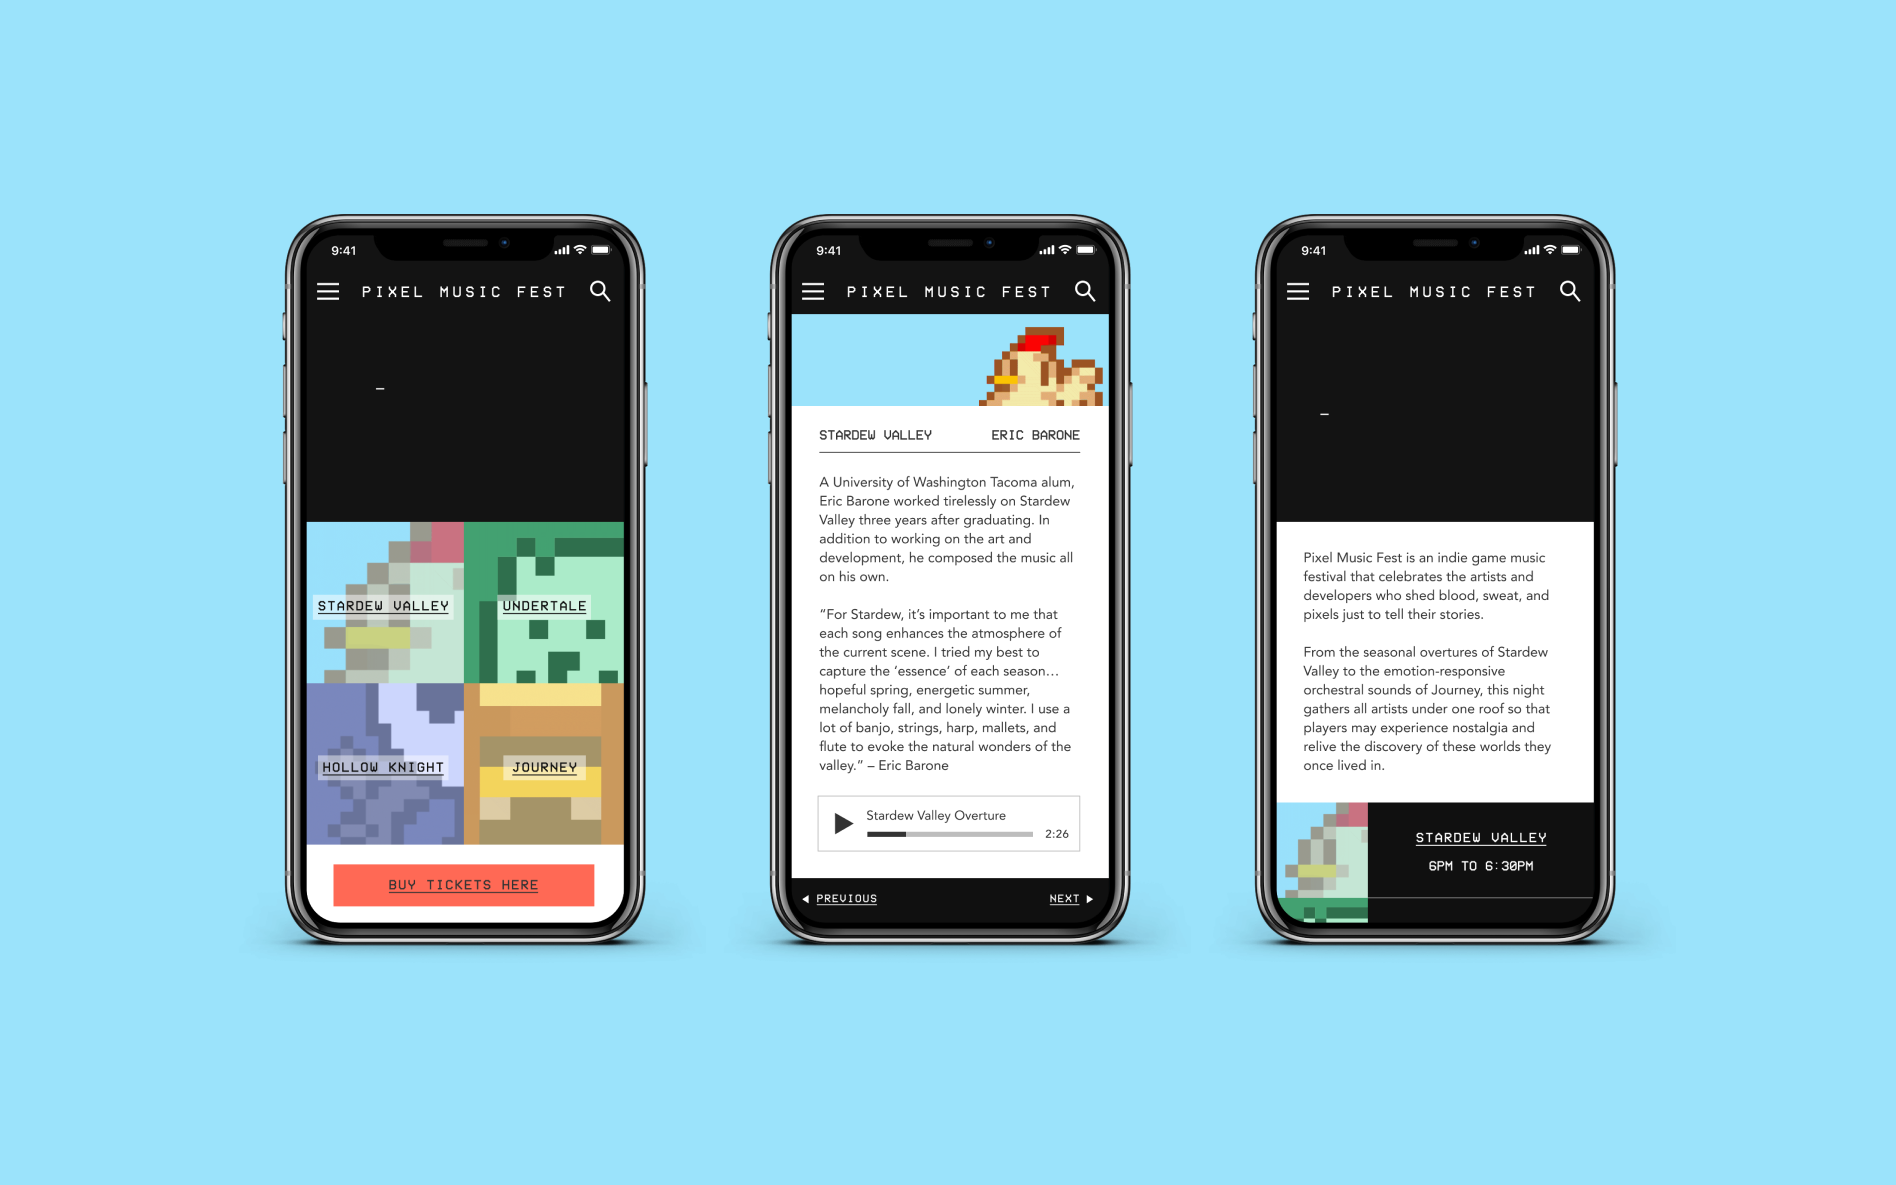 9:41
PIXEL MUSIC FEST
_
STARDEW VALLEY
UNDERTALE
HOLLOW KNIGHT
JOURNEY
BUY TICKETS HERE
9:41
PIXEL MUSIC FEST
STARDEW VALLEY
ERIC BARONE
A University of Washington Tacoma alum,
Eric Barone worked tirelessly on Stardew
Valley three years after graduating. In
addition to working on the art and
development, he composed the music all
on his own.
“For Stardew, it’s important to me that
each song enhances the atmosphere of
the current scene. I tried my best to
capture the ‘essence’ of each season…
hopeful spring, energetic summer,
melancholy fall, and lonely winter. I use a
lot of banjo, strings, harp, mallets, and
flute to evoke the natural wonders of the
valley.” – Eric Barone
Stardew Valley Overture
2:26
PREVIOUS
NEXT
9:41
PIXEL MUSIC FEST
_
Pixel Music Fest is an indie game music
festival that celebrates the artists and
developers who shed blood, sweat, and
pixels just to tell their stories.
From the seasonal overtures of Stardew
Valley to the emotion-responsive
orchestral sounds of Journey, this night
gathers all artists under one roof so that
players may experience nostalgia and
relive the discovery of these worlds they
once lived in.
STARDEW VALLEY
6PM TO 6:30PM